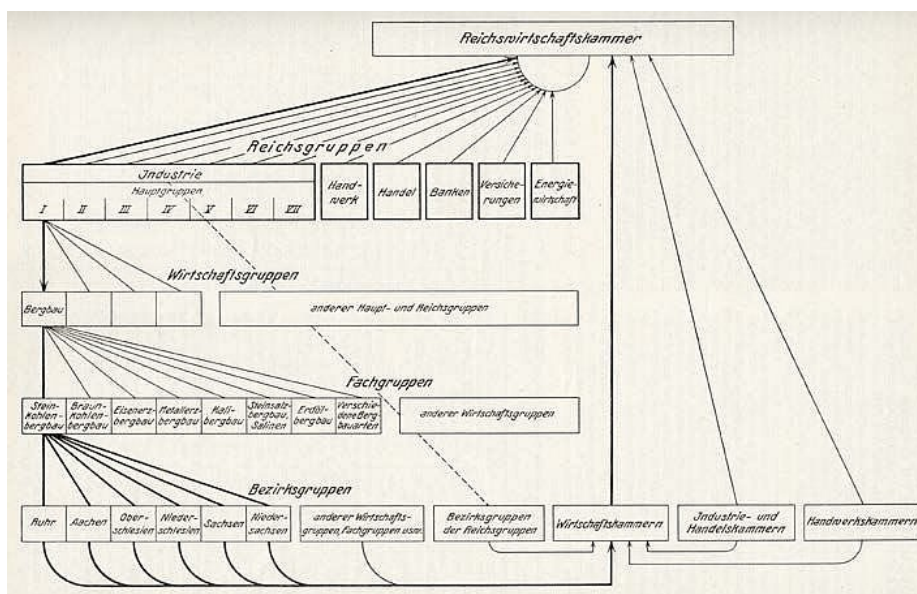 Reichswirtschaftskammer
Reichsgruppen
Industrie
Hauptgruppen
I II III IV V VI VII
Hand-
werk
Handel
Banken
Versiche-
rungen
Energie-
wirtschaft
Wirtschaftsgruppen
Bergbau
anderer Haupt- und Reichsgruppen
Fachgruppen
Stein-
kohlen-
bergbau
Braun-
kohlen-
bergbau
Eisenerz-
bergbau
Metallerz-
bergbau
Kali-
bergbau
Steinsalz-
bergbau,
Salinen
Erdöl-
bergbau
Verschie-
dene Berg-
bauarten
anderer Wirtschaftsgruppen
Bezirksgruppen
Ruhr
Aachen
Ober-
schlesien
Nieder-
schlesien
Sachsen
Nieder-
sachsen
anderer Wirtschafts-
gruppen, Fachgruppen usw.
Bezirksgruppen
der Reichsgruppen
Wirtschaftskammern
Industrie- und
Handelskammern
Handwerkskammern